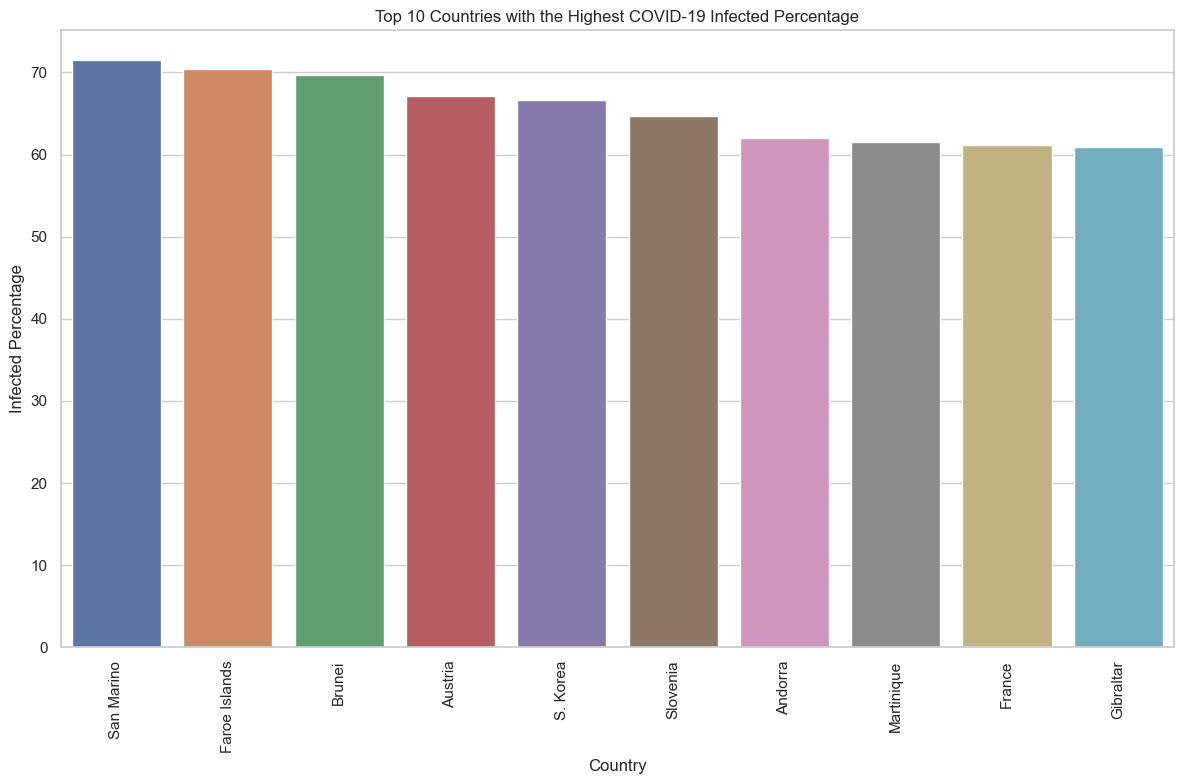 Top 10 Countries with the Highest COVID-19 Infected Percentage
Infected Percentage
70
60
50
40
30
20
10
0
San Marino
Faroe Islands
Brunei
Austria
S. Korea
Slovenia
Andorra
Martinique
France
Gibraltar
Country